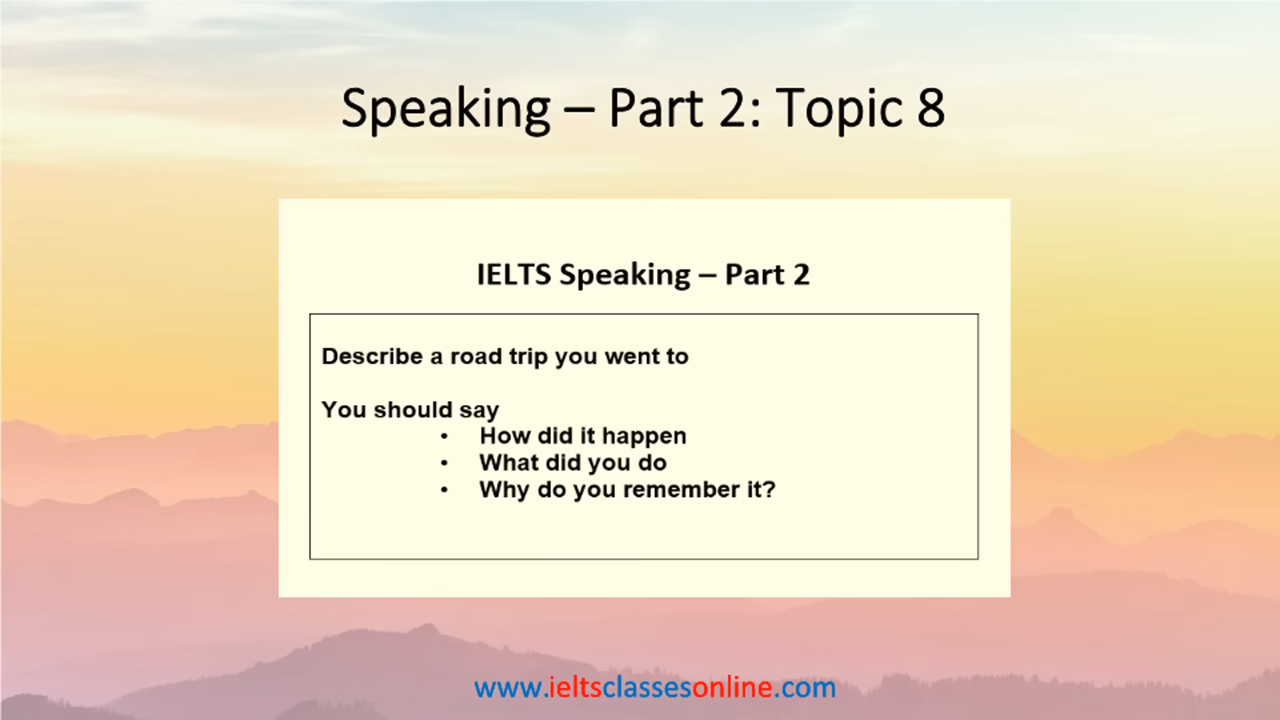 Speaking – Part 2: Topic 8
IELTS Speaking – Part 2
Describe a road trip you went to
You should say
• How did it happen
• What did you do
• Why do you remember it?
www.ieltsclassesonline.com